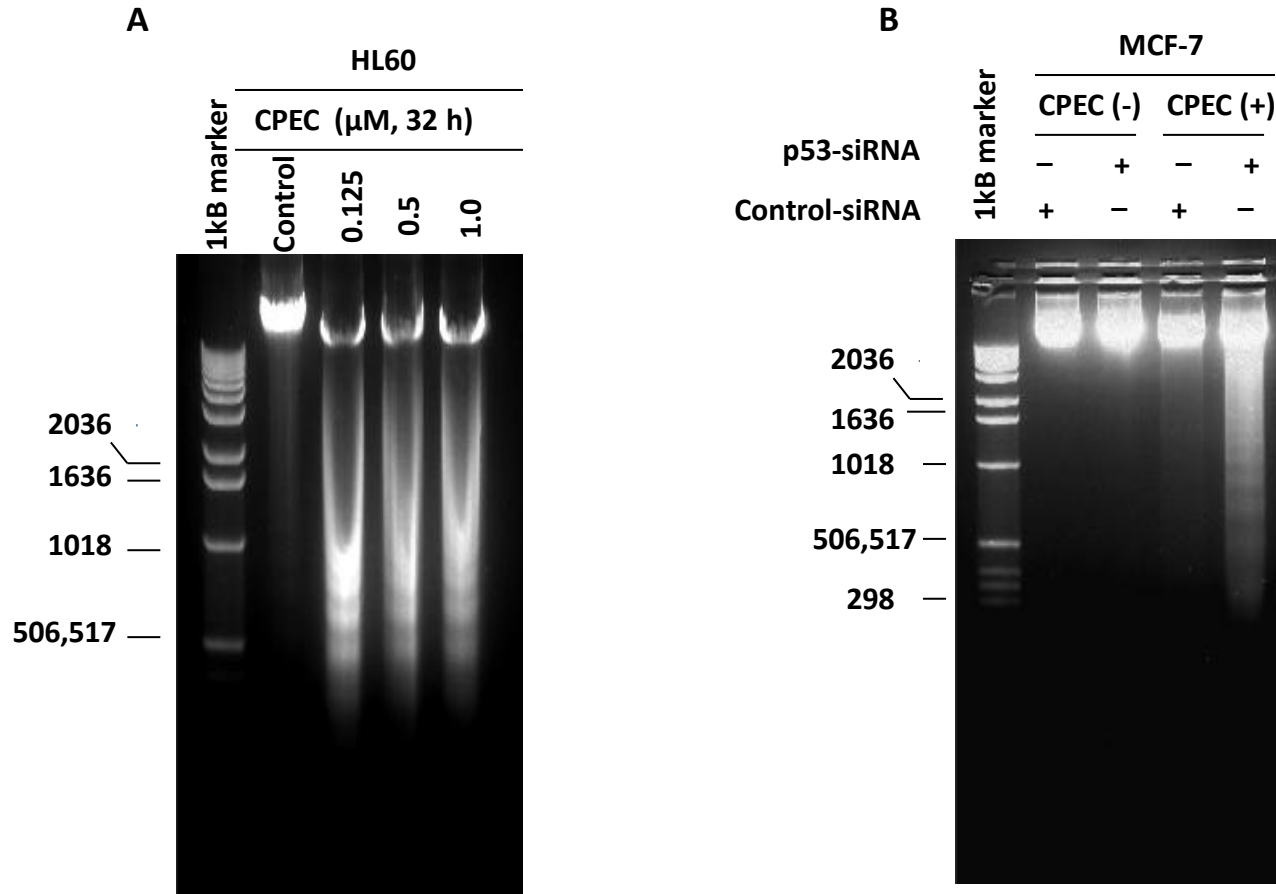 A
HL60
CPEC (µM, 32 h)
1kB marker
Control
0.125
0.5
1.0
2036
1636
1018
506,517
B
MCF-7
CPEC (-) CPEC (+)
1kB marker
p53-siRNA – + – +
Control-siRNA + – + –
2036
1636
1018
506,517
298